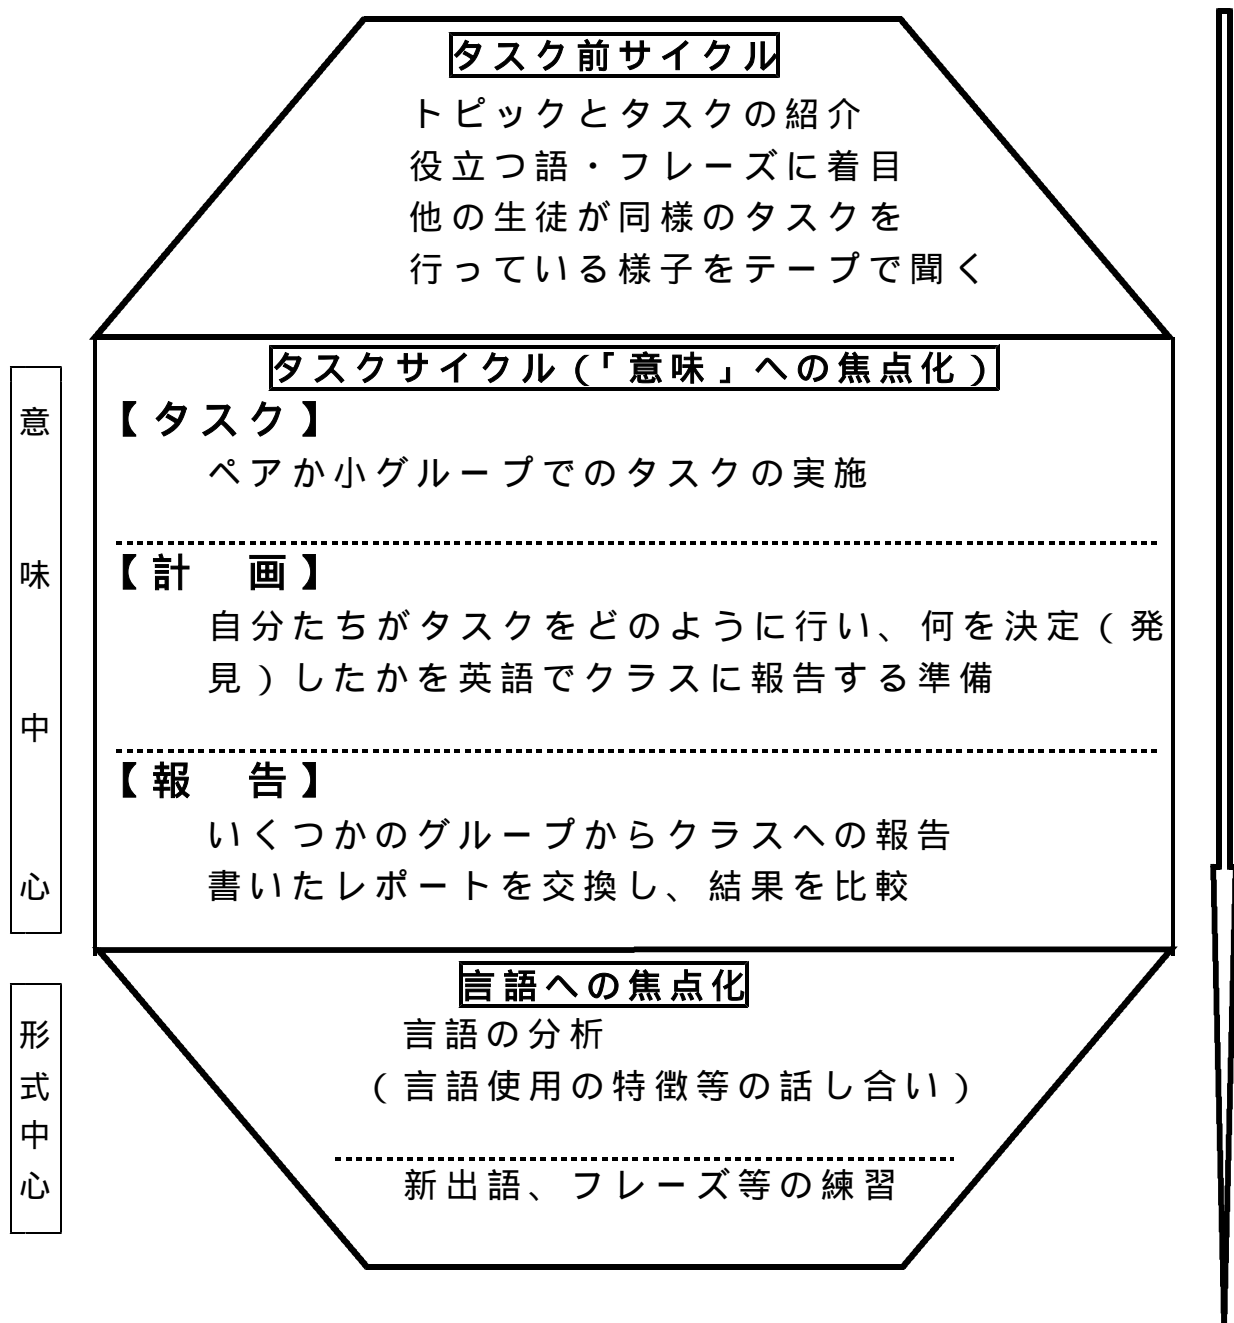 タスク前サイクル
トピックとタスクの紹介
役立つ語・フレーズに着目
他の生徒が同様のタスクを
行っている様子をテープで聞く
意味中心
タスクサイクル(「意味」への焦点化)
【タスク】
ペアか小グループでのタスクの実施
【計　画】
自分たちがタスクをどのように行い、何を決定(発
見)したかを英語でクラスに報告する準備
【報　告】
いくつかのグループからクラスへの報告
書いたレポートを交換し、結果を比較
形式中心
言語への焦点化
言語の分析
(言語使用の特徴等の話し合い)
新出語、フレーズ等の練習